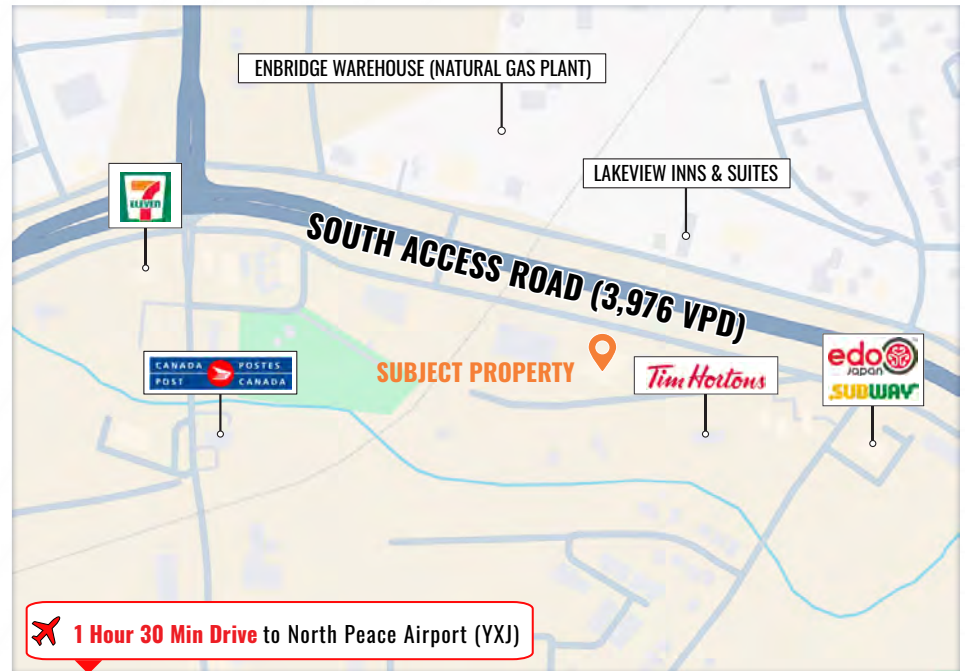 ENBRIDGE WAREHOUSE (NATURAL GAS PLANT)
LAKEVIEW INNS & SUITES
7
ELEVEN
SOUTH ACCESS ROAD (3,976 VPD)
CANADA POSTES
POST CANADA
SUBJECT PROPERTY
Tim Hortons
edo
Japan
SUBWAY
1 Hour 30 Min Drive to North Peace Airport (YXJ)